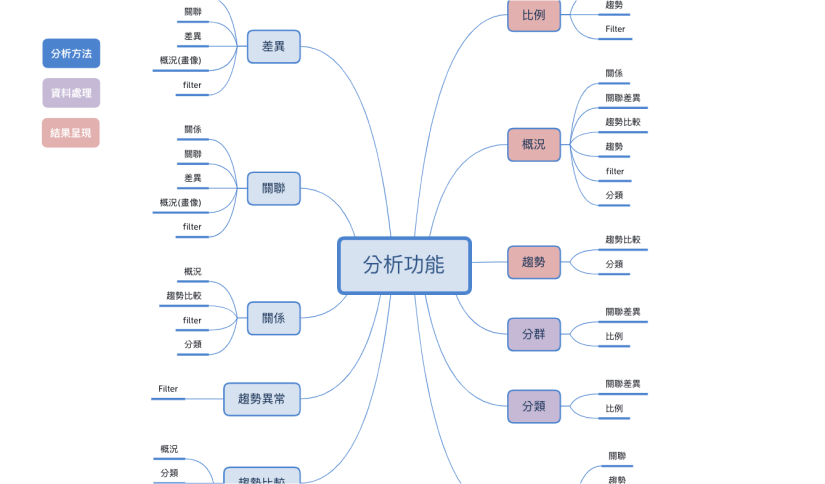 分析方法
資料處理
結果呈現
關聯
差異
概況(畫像)
filter
差異
關係
關聯
差異
概況(畫像)
filter
關聯
概況
趨勢比較
filter
分類
關係
Filter
趨勢異常
概況
分類
趨勢比較
分析功能
比例
趨勢
Filter
概況
關係
關聯差異
趨勢比較
趨勢
filter
分類
趨勢
趨勢比較
分類
分群
關聯差異
比例
分類
關聯差異
比例
關聯
趨勢